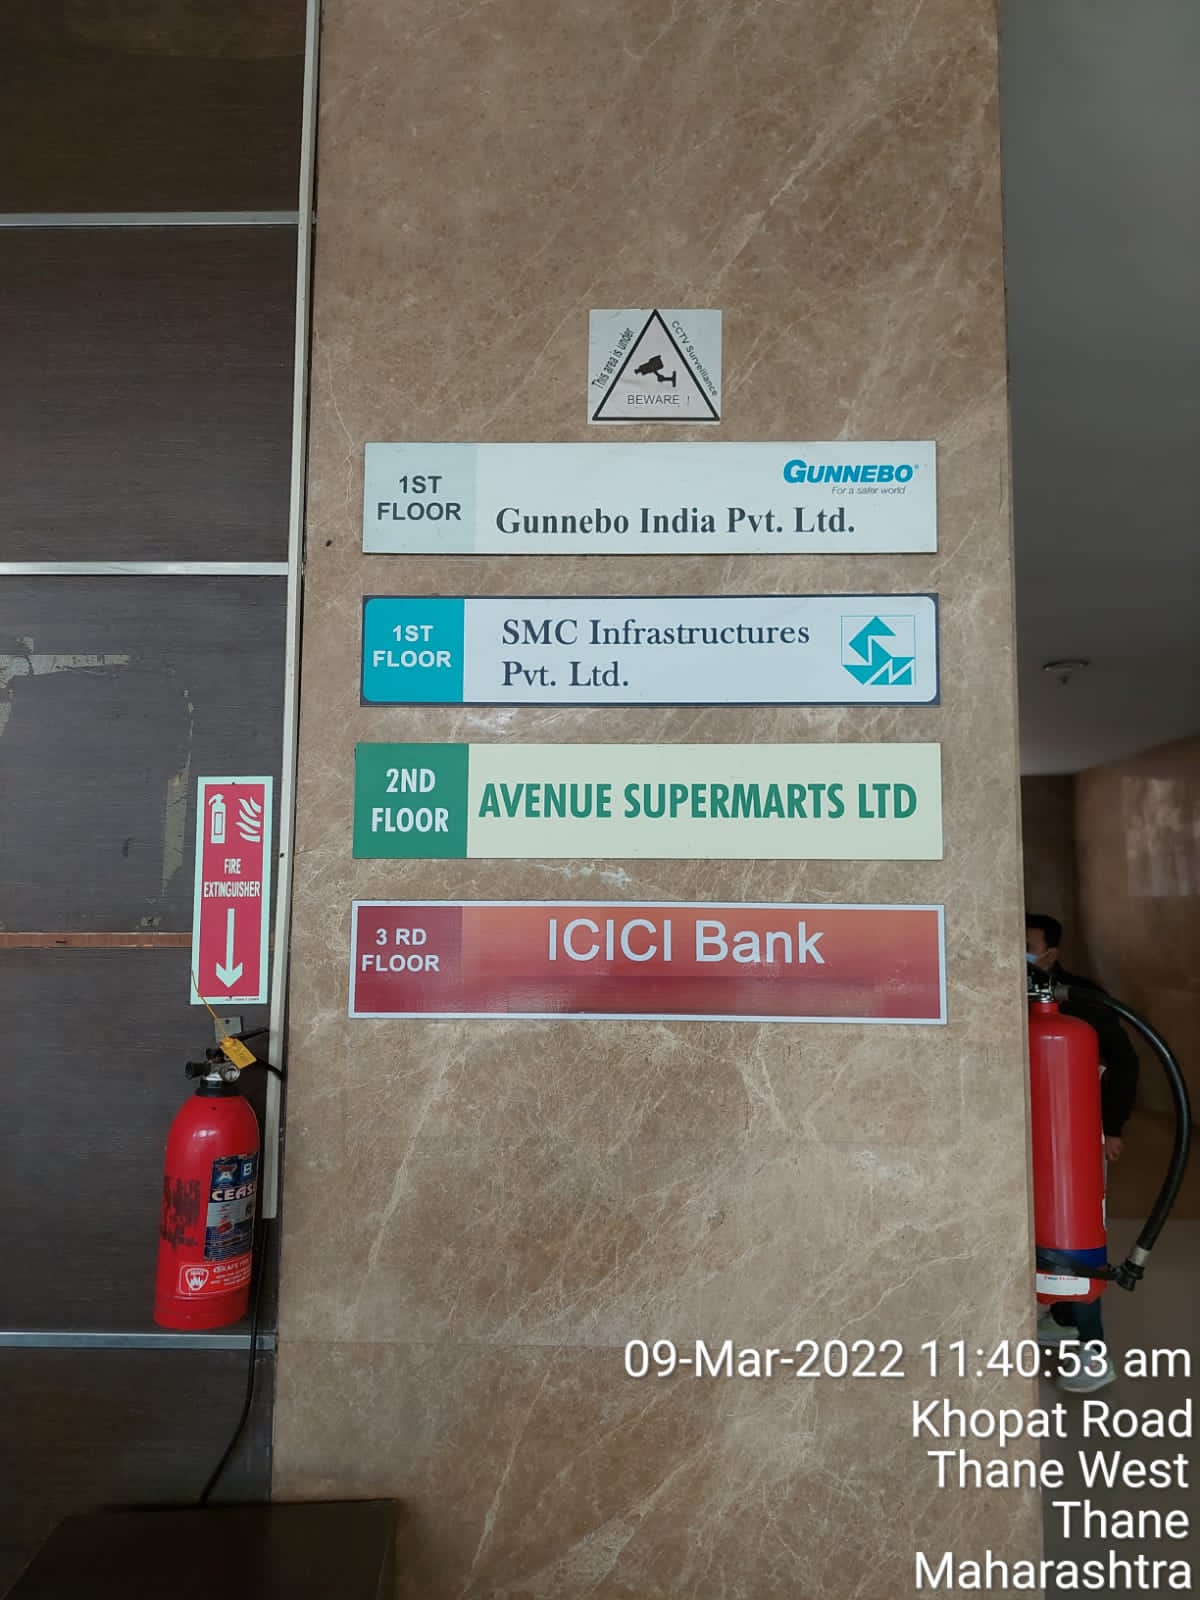 This area is under
CCTV Surveillance
BEWARE !
1ST
FLOOR
GUNNEBO®
For a safer world
Gunnebo India Pvt. Ltd.
1ST
FLOOR
SMC Infrastructures
Pvt. Ltd.
2ND
FLOOR
AVENUE SUPERMARTS LTD
3 RD
FLOOR
ICICI Bank
FIRE
EXTINGUISHER
A B
CEAS
09-Mar-2022 11:40:53 am
Khopat Road
Thane West
Thane
Maharashtra